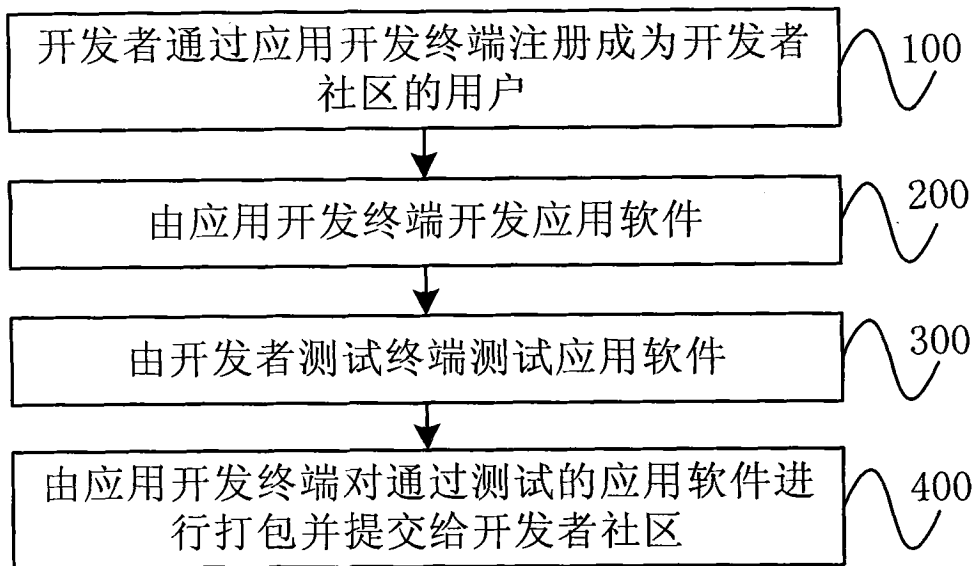 开发者通过应用开发终端注册成为开发者
社区的用户
100
由应用开发终端开发应用软件
200
由开发者测试终端测试应用软件
300
由应用开发终端对通过测试的应用软件进
行打包并提交给开发者社区
400